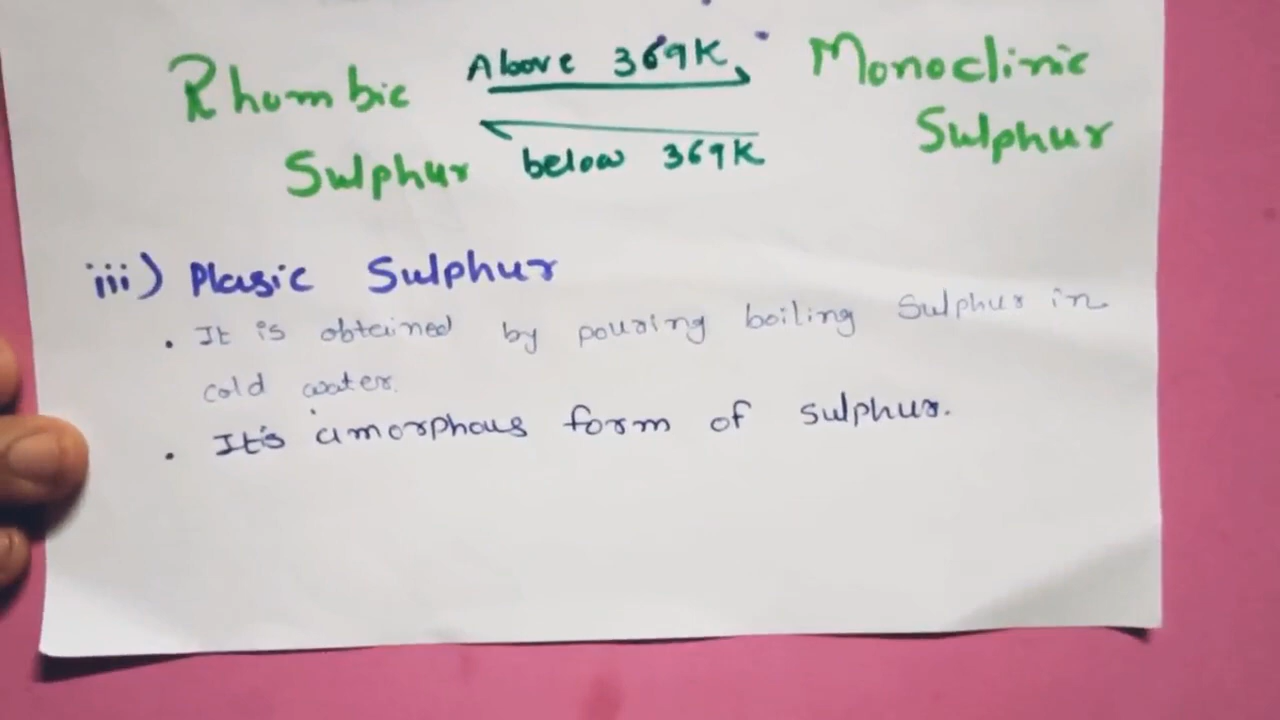 Rhombic Above 369K Monoclinic
Sulphur below 369K Sulphur
iii) Plasic Sulphur
. It is obtained by pouring boiling Sulphur in
cold water.
. It's amorphous form of sulphur.